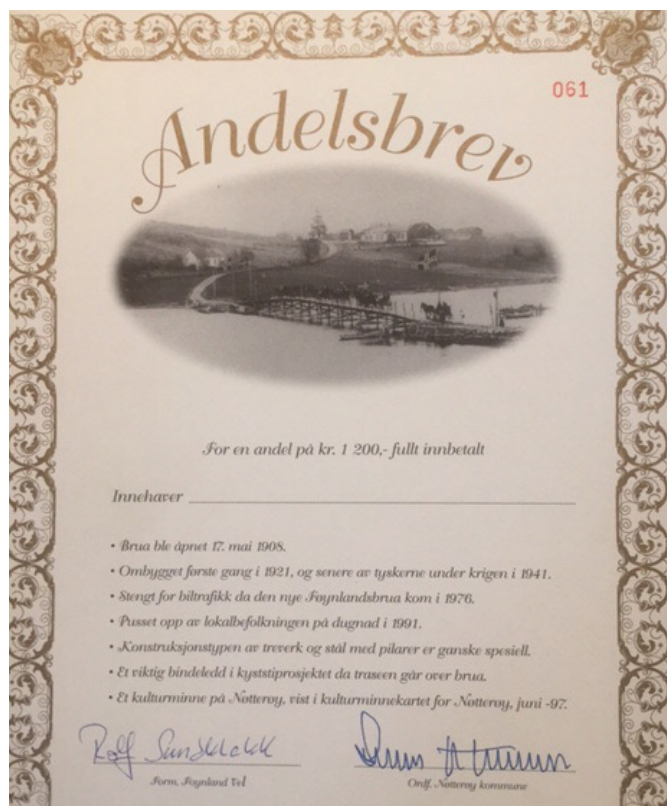 061
Andelsbrev
For en andel på kr. 1 200,- fullt innbetalt
Innehaver
• Brua ble åpnet 17. mai 1908.
• Ombygget første gang i 1921, og senere av tyskerne under krigen i 1941.
• Stengt for biltrafikk da den nye Føynlandsbrua kom i 1976.
• Pusset opp av lokalbefolkningen på dugnad i 1991.
• Konstruksjonstypen av treverk og stål med pilarer er ganske spesiell.
• Et viktig bindeledd i kyststiprosjektet da traseen går over brua.
• Et kulturminne på Nøtterøy, vist i kulturminnekartet for Nøtterøy, juni -97.
Rolf
Form. Føynland Vel
Ordf. Nøtterøy kommune